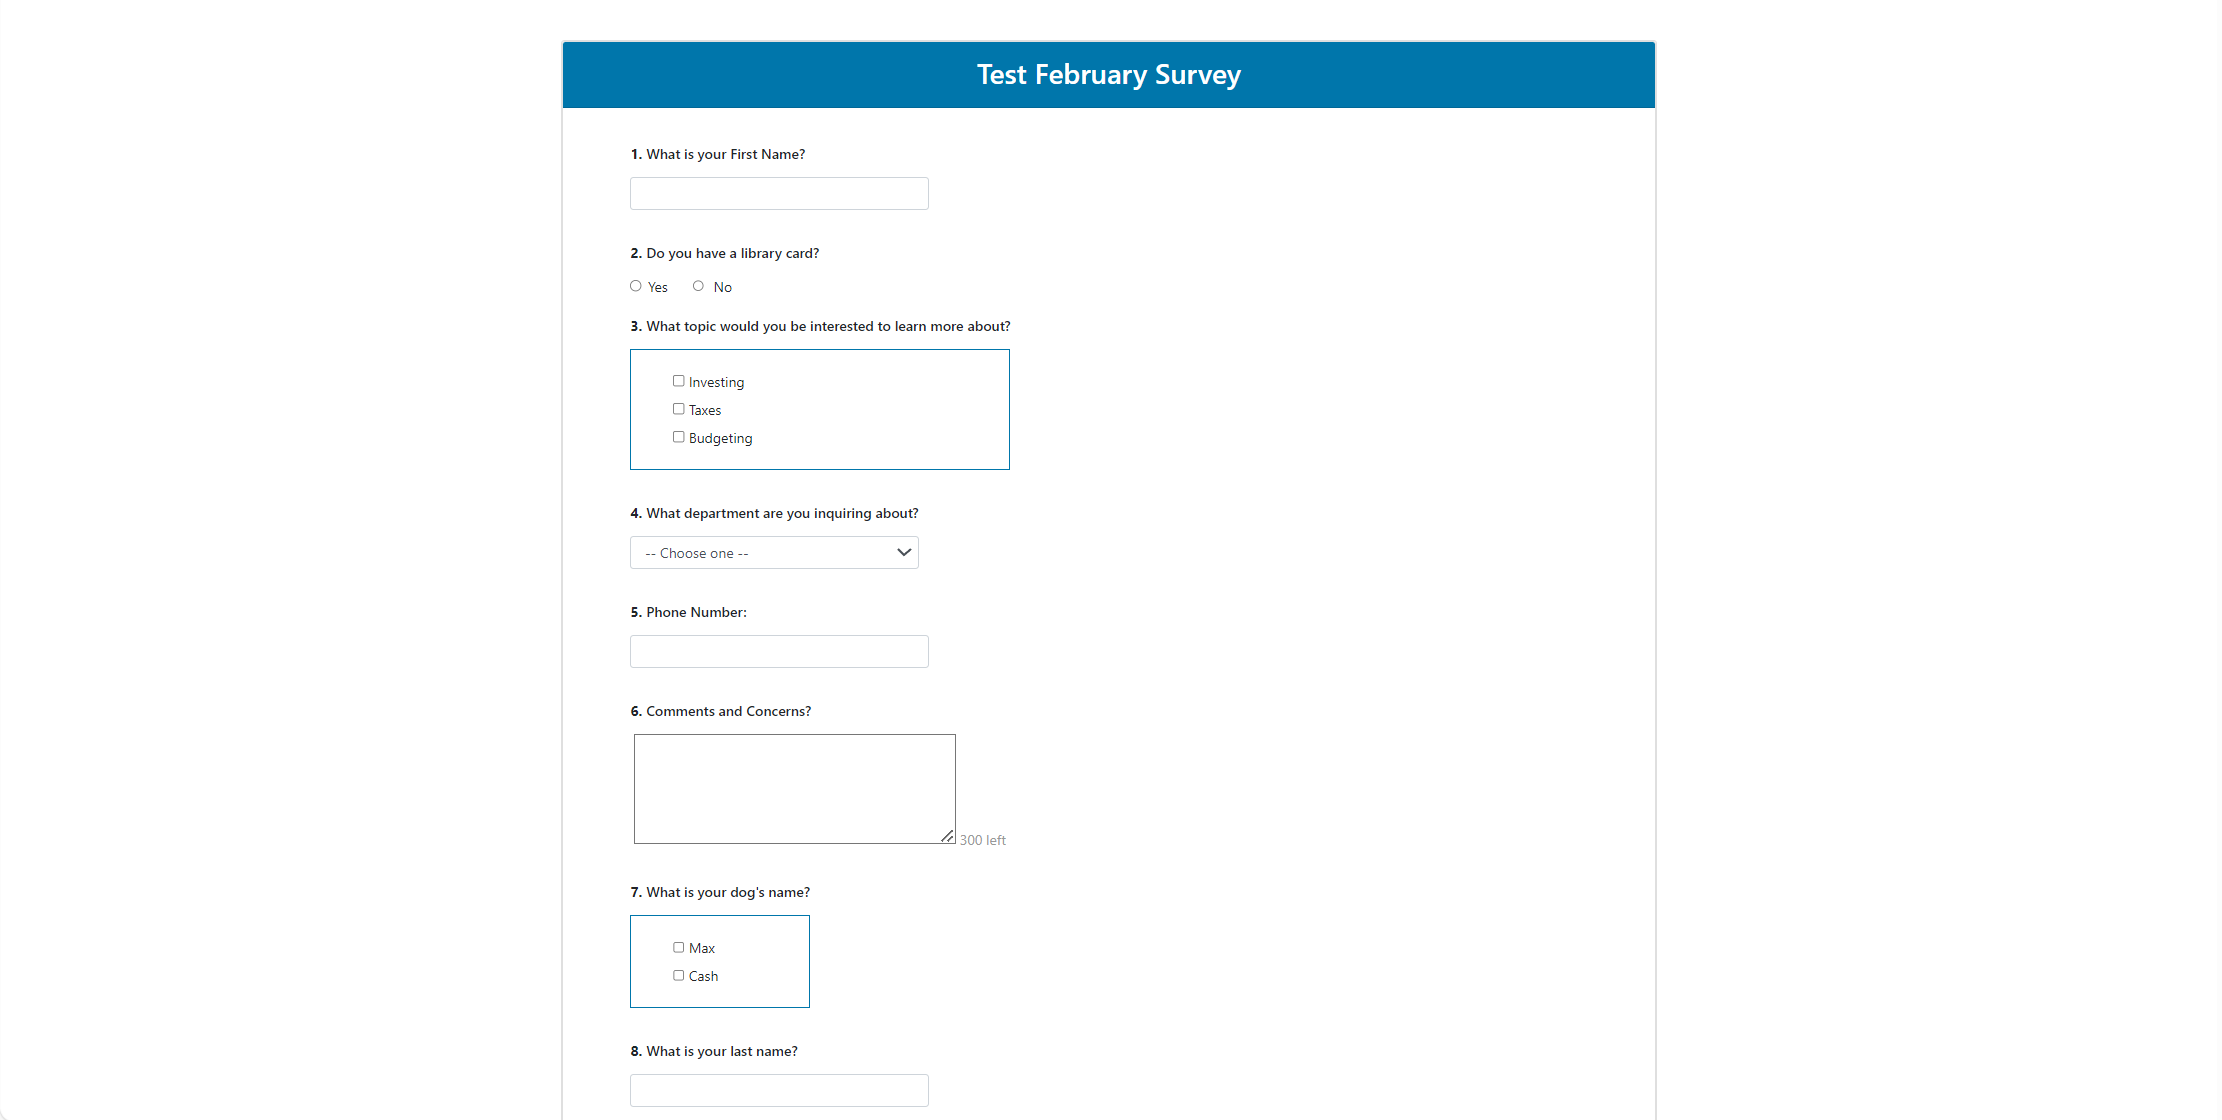 Test February Survey
1. What is your First Name?
2. Do you have a library card?
Yes No
3. What topic would you be interested to learn more about?
Investing
Taxes
Budgeting
4. What department are you inquiring about?
-- Choose one --
5. Phone Number:
6. Comments and Concerns?
300 left
7. What is your dog's name?
Max
Cash
8. What is your last name?